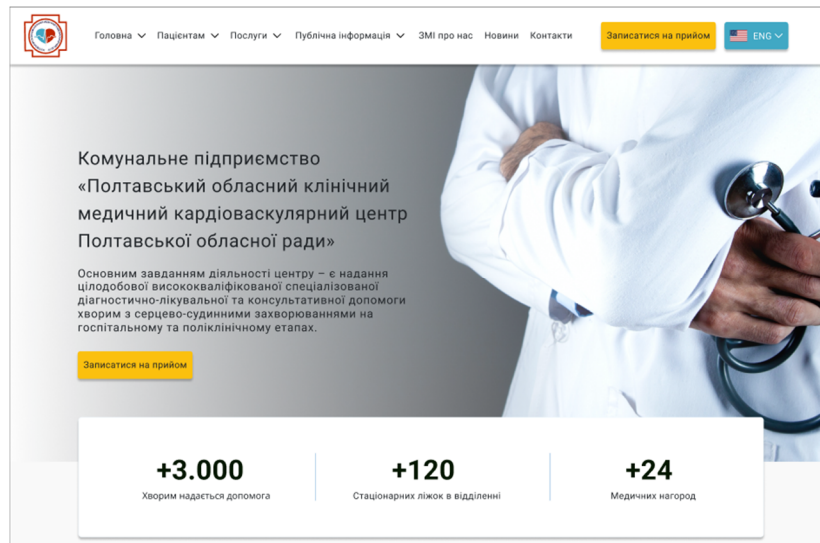 Головна Пацієнтам Послуги Публічна інформація ЗМІ про нас Новини Контакти Записатися на прийом ENG
Комунальне підприємство
«Полтавський обласний клінічний
медичний кардіоваскулярний центр
Полтавської обласної ради»
Основним завданням діяльності центру – є надання
цілодобової висококваліфікованої спеціалізованої
діагностично-лікувальної та консультативної допомоги
хворим з серцево-судинними захворюваннями на
госпітальному та поліклінічному етапах.
Записатися на прийом
+3.000 +120 +24
Хворим надається допомога Стаціонарних ліжок в відділенні Медичних нагород